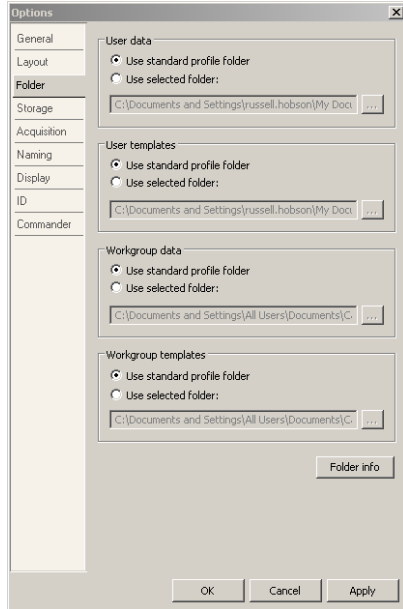 Options
General
Layout
Folder
Storage
Acquisition
Naming
Display
ID
Commander
User data
Use standard profile folder
Use selected folder:
C:\Documents and Settings\russell.hobson\My Docu
...
User templates
Use standard profile folder
Use selected folder:
C:\Documents and Settings\russell.hobson\My Docu
...
Workgroup data
Use standard profile folder
Use selected folder:
C:\Documents and Settings\All Users\Documents\C
...
Workgroup templates
Use standard profile folder
Use selected folder:
C:\Documents and Settings\All Users\Documents\C
...
Folder info
OK
Cancel
Apply